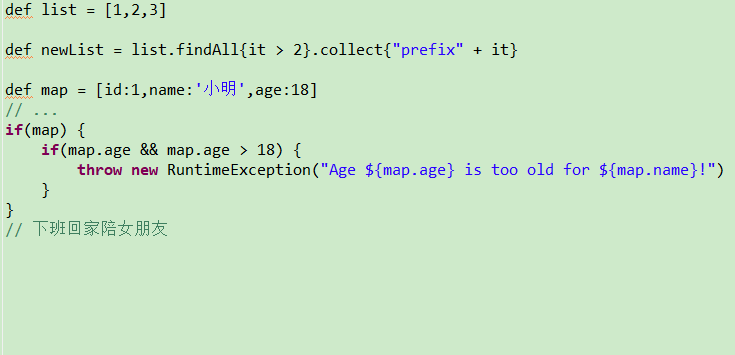 def list = [1,2,3]
def newList = list.findAll{it > 2}.collect{"prefix" + it}
def map = [id:1,name:'小明',age:18]
// ...
if(map) {
if(map.age && map.age > 18) {
throw new RuntimeException("Age ${map.age} is too old for ${map.name}!")
}
}
// 下班回家陪女朋友